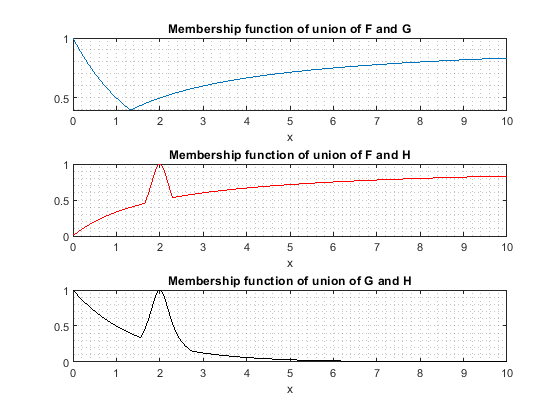 Membership function of union of F and G
1
0.5
0 1 2 3 4 5 6 7 8 9 10
x
Membership function of union of F and H
1
0.5
0
0 1 2 3 4 5 6 7 8 9 10
x
Membership function of union of G and H
1
0.5
0
0 1 2 3 4 5 6 7 8 9 10
x